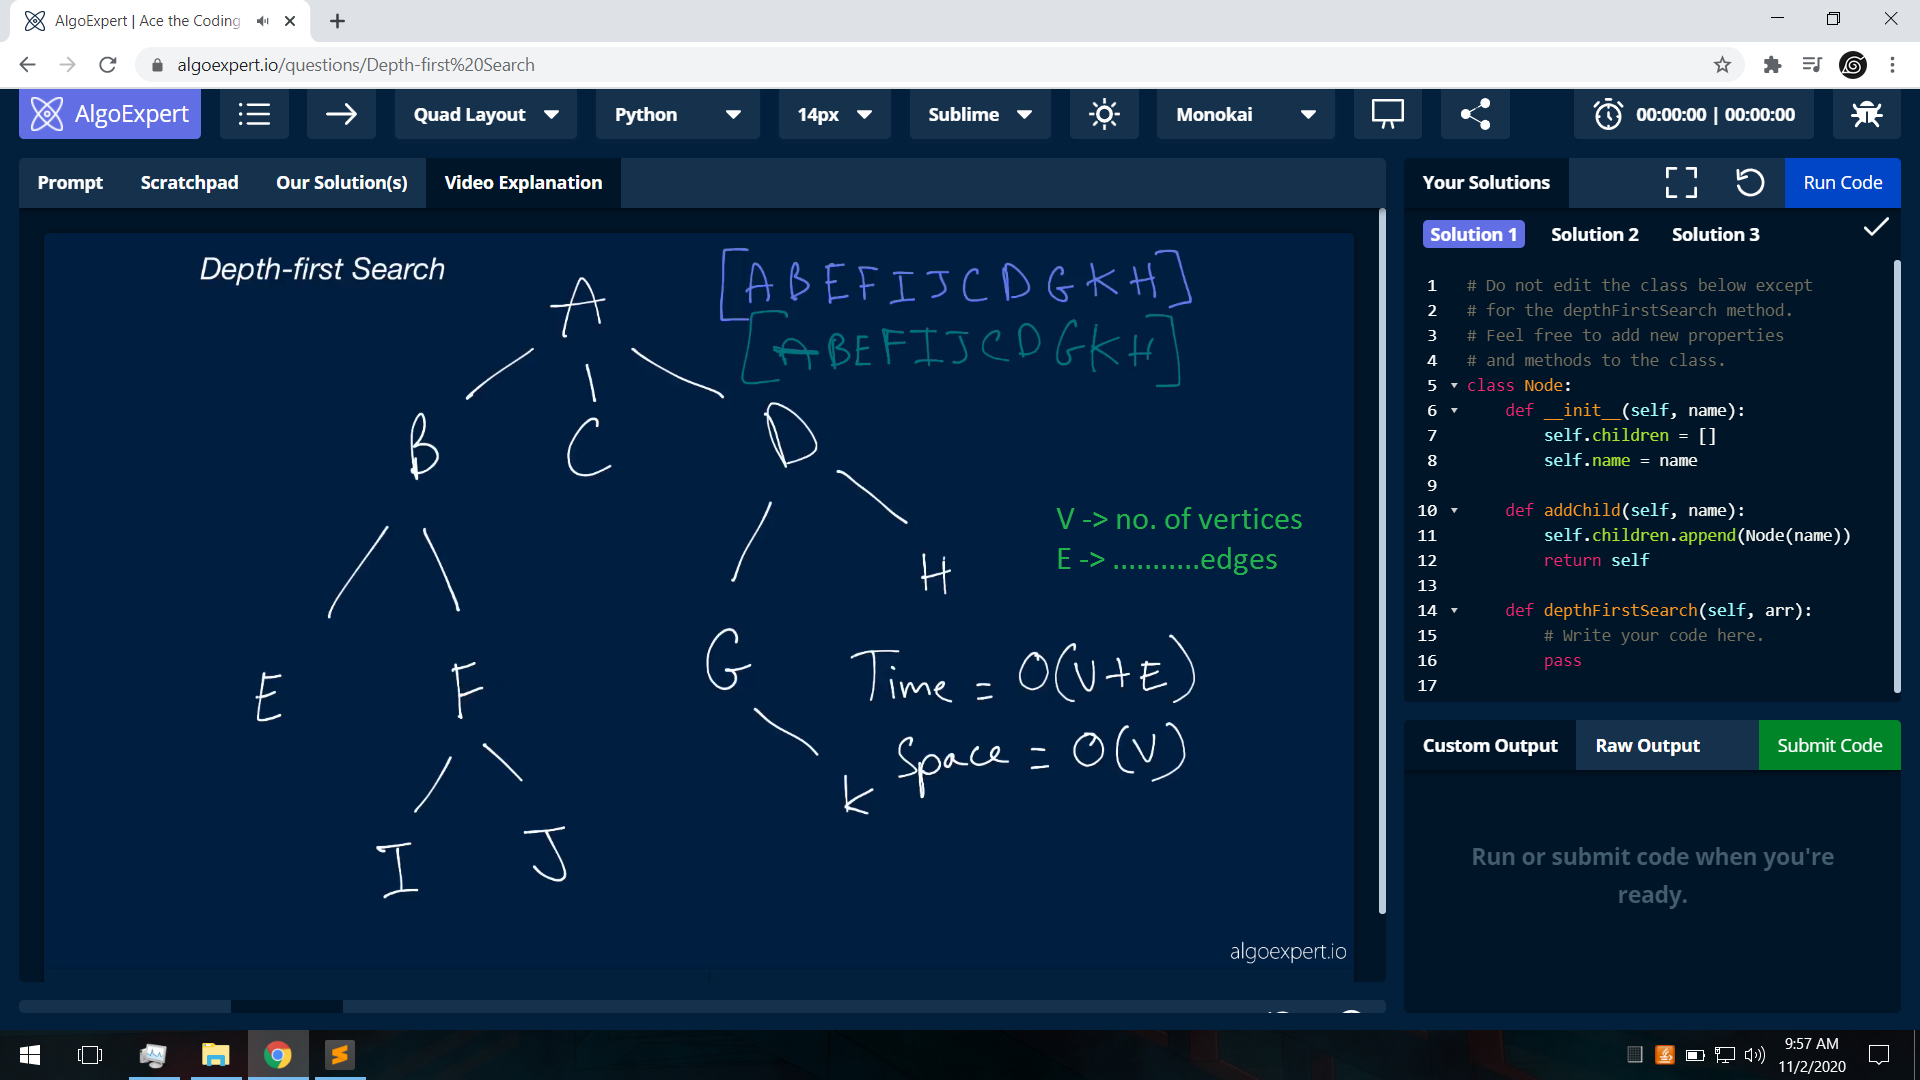 AlgoExpert | Ace the Coding
algoexpert.io/questions/Depth-first%20Search
AlgoExpert
Quad Layout
Python
14px
Sublime
Monokai
00:00:00 | 00:00:00
Prompt
Scratchpad
Our Solution(s)
Video Explanation
Depth-first Search
[A B E F I J C D G K H]
[A B E F I J C D G K H]
A
B
C
D
V -> no. of vertices
E -> ...........edges
H
E
F
G
Time = O(V+E)
Space = O(V)
K
I
J
algoexpert.io
Your Solutions
Run Code
Solution 1
Solution 2
Solution 3
1 # Do not edit the class below except
2 # for the depthFirstSearch method.
3 # Feel free to add new properties
4 # and methods to the class.
5 class Node:
6 def __init__(self, name):
7 self.children = []
8 self.name = name
9
10 def addChild(self, name):
11 self.children.append(Node(name))
12 return self
13
14 def depthFirstSearch(self, arr):
15 # Write your code here.
16 pass
17
Custom Output
Raw Output
Submit Code
Run or submit code when you're
ready.
9:57 AM
11/2/2020